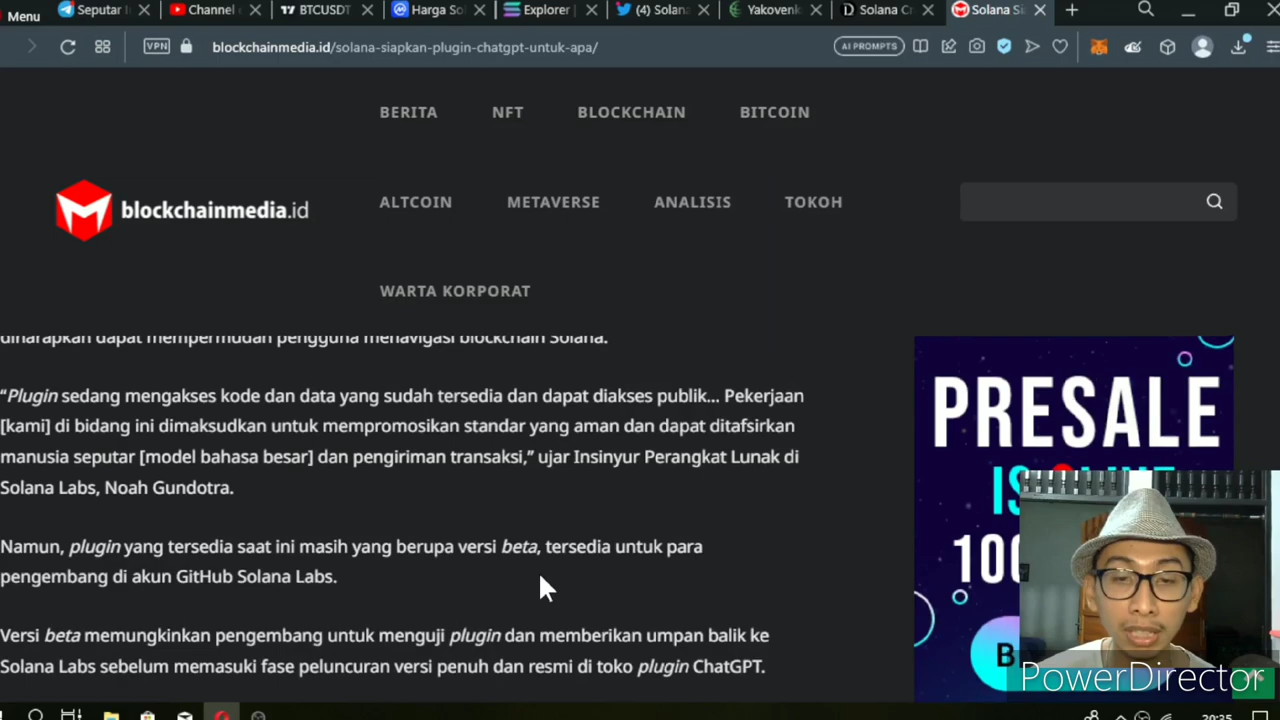 Menu
Seputar I
Channel
BTCUSDT
Harga So
Explorer
(4) Solana
Yakovenk
Solana C
Solana Si
VPN
blockchainmedia.id/solana-siapkan-plugin-chatgpt-untuk-apa/
AI PROMPTS
BERITA
NFT
BLOCKCHAIN
BITCOIN
blockchainmedia.id
ALTCOIN
METAVERSE
ANALISIS
TOKOH
WARTA KORPORAT
diharapkan dapat mempermudah pengguna menavigasi blockchain Solana.
“Plugin sedang mengakses kode dan data yang sudah tersedia dan dapat diakses publik... Pekerjaan
[kami] di bidang ini dimaksudkan untuk mempromosikan standar yang aman dan dapat ditafsirkan
manusia seputar [model bahasa besar] dan pengiriman transaksi,” ujar Insinyur Perangkat Lunak di
Solana Labs, Noah Gundotra.
Namun, plugin yang tersedia saat ini masih yang berupa versi beta, tersedia untuk para
pengembang di akun GitHub Solana Labs.
Versi beta memungkinkan pengembang untuk menguji plugin dan memberikan umpan balik ke
Solana Labs sebelum memasuki fase peluncuran versi penuh dan resmi di toko plugin ChatGPT.
PRESALE
IS
100
B
PowerDirector
20:35